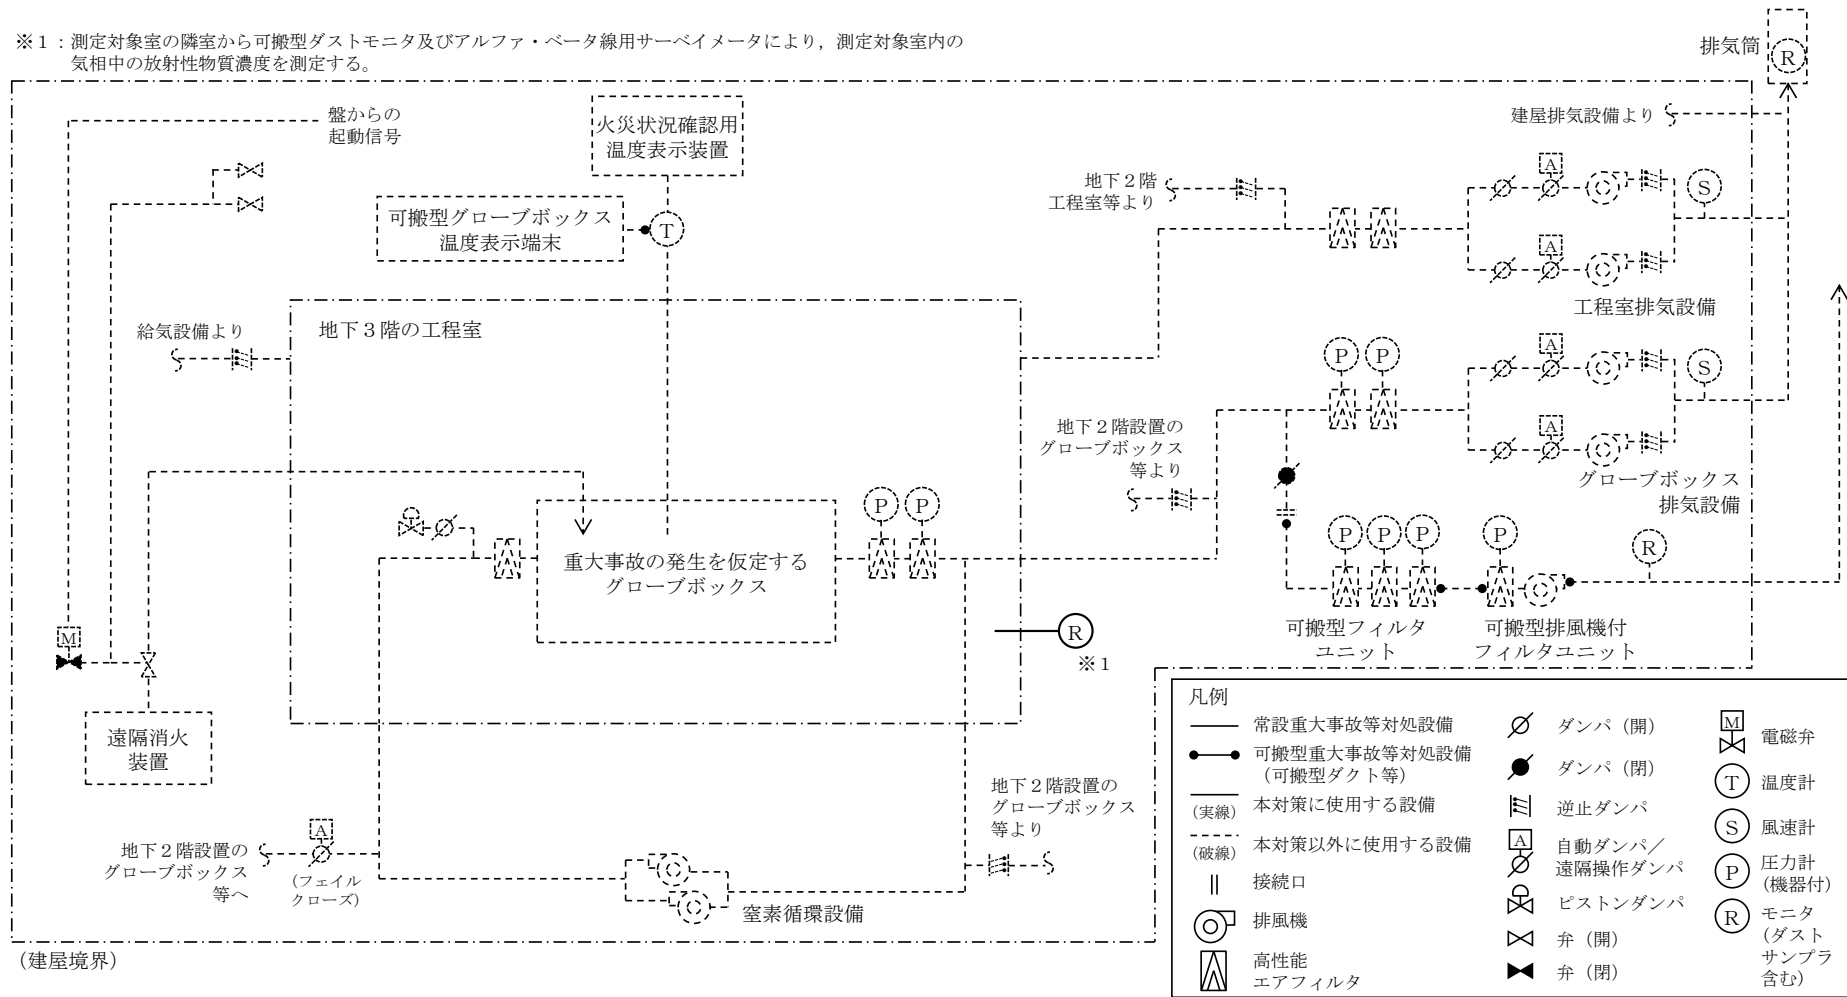 ※１：測定対象室の隣室から可搬型ダストモニタ及びアルファ・ベータ線用サーベイメータにより，測定対象室内の
気相中の放射性物質濃度を測定する。
排気筒
R
建屋排気設備より
盤からの
起動信号
火災状況確認用
温度表示装置
可搬型グローブボックス
温度表示端末
T
地下２階
工程室等より
A
S
A
工程室排気設備
給気設備より
地下３階の工程室
P
P
A
S
A
グローブボックス
排気設備
地下２階設置の
グローブボックス
等より
P
P
重大事故の発生を仮定する
グローブボックス
P
P
P
P
R
可搬型フィルタ
ユニット
可搬型排風機付
フィルタユニット
R
※１
M
遠隔消火
装置
地下２階設置の
グローブボックス
等へ
A
(フェイル
クローズ)
窒素循環設備
地下２階設置の
グローブボックス
等より
(建屋境界)
凡例
常設重大事故等対処設備
可搬型重大事故等対処設備
(可搬型ダクト等)
(実線)
本対策に使用する設備
(破線)
本対策以外に使用する設備
接続口
排風機
高性能
エアフィルタ
ダンパ（開）
ダンパ（閉）
逆止ダンパ
A
自動ダンパ／
遠隔操作ダンパ
ピストンダンパ
弁（開）
弁（閉）
M
電磁弁
T
温度計
S
風速計
P
圧力計
(機器付)
R
モニタ
(ダスト
サンプラ
含む)